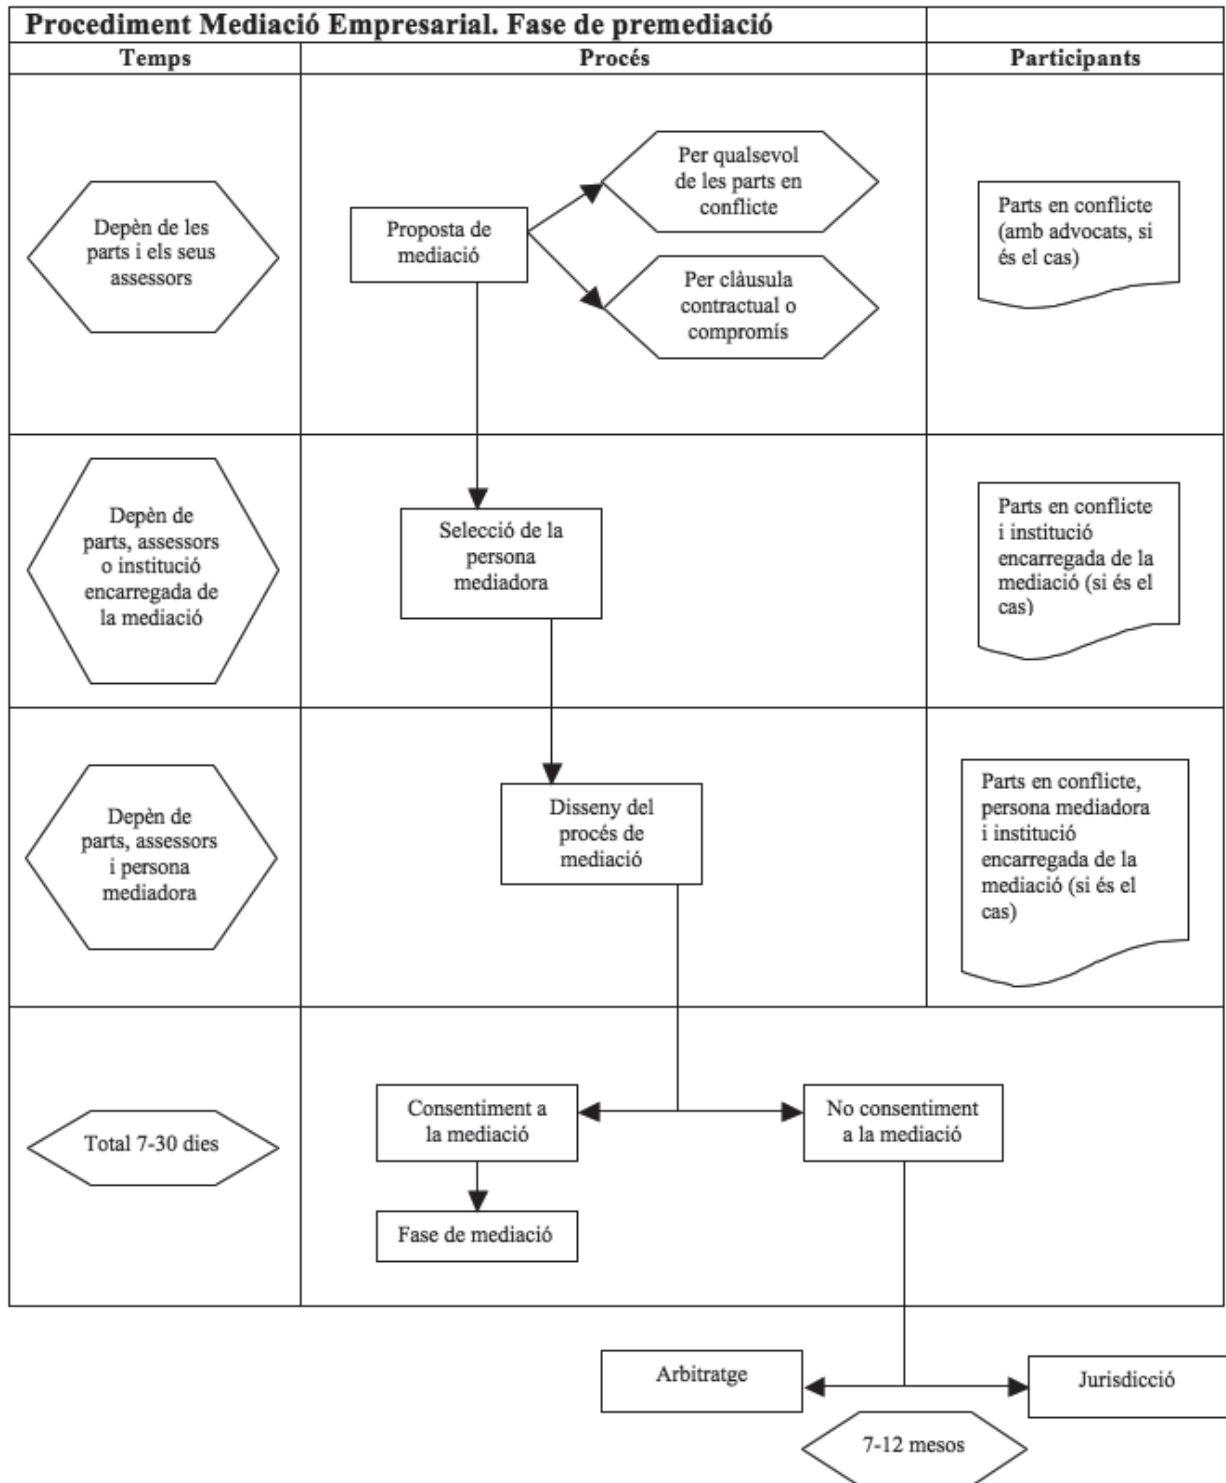 Procediment Mediació Empresarial. Fase de premediació
Temps
Procés
Participants
Depèn de les
parts i els seus
assessors
Proposta de
mediació
Per qualsevol
de les parts en
conflicte
Per clàusula
contractual o
compromís
Parts en conflicte
(amb advocats, si
és el cas)
Depèn de
parts, assessors
o institució
encarregada de
la mediació
Selecció de la
persona
mediadora
Parts en conflicte
i institució
encarregada de la
mediació (si és el
cas)
Depèn de
parts, assessors
i persona
mediadora
Disseny del
procés de
mediació
Parts en conflicte,
persona mediadora
i institució
encarregada de la
mediació (si és el
cas)
Total 7-30 dies
Consentiment a
la mediació
No consentiment
a la mediació
Fase de mediació
Arbitratge
Jurisdicció
7-12 mesos